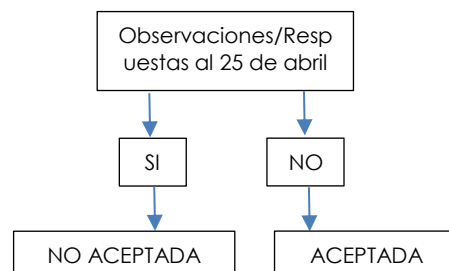 Observaciones/Resp
uestas al 25 de abril
SI
NO
NO ACEPTADA
ACEPTADA